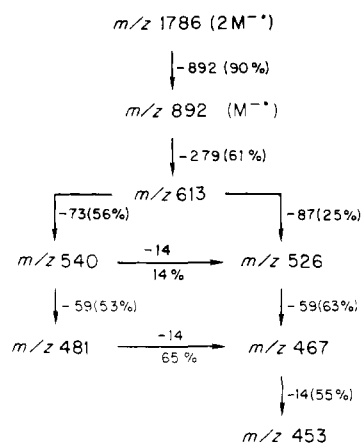 m/z 1786 (2M⁻•)
-892 (90%)
m/z 892 (M⁻•)
-279 (61%)
m/z 613
-73(56%) -87(25%)
m/z 540 -14 14% m/z 526
-59(53%) -59(63%)
m/z 481 -14 65% m/z 467
-14(55%)
m/z 453